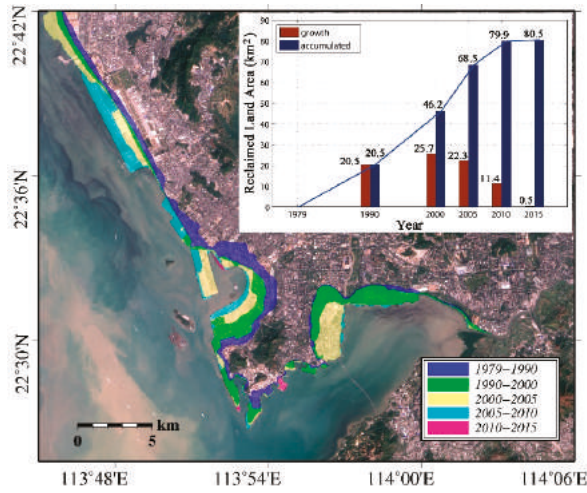 22°42'N
22°36'N
22°30'N
Reclaimed Land Area (km²)
90
80
70
60
50
40
30
20
10
0
growth
accumulated
20.5
20.5
25.7
46.2
22.3
68.5
11.4
79.9
0.5
80.5
1979
1990
2000
2005
2010
2015
Year
1979-1990
1990-2000
2000-2005
2005-2010
2010-2015
km
0
5
113°48'E
113°54'E
114°00'E
114°06'E